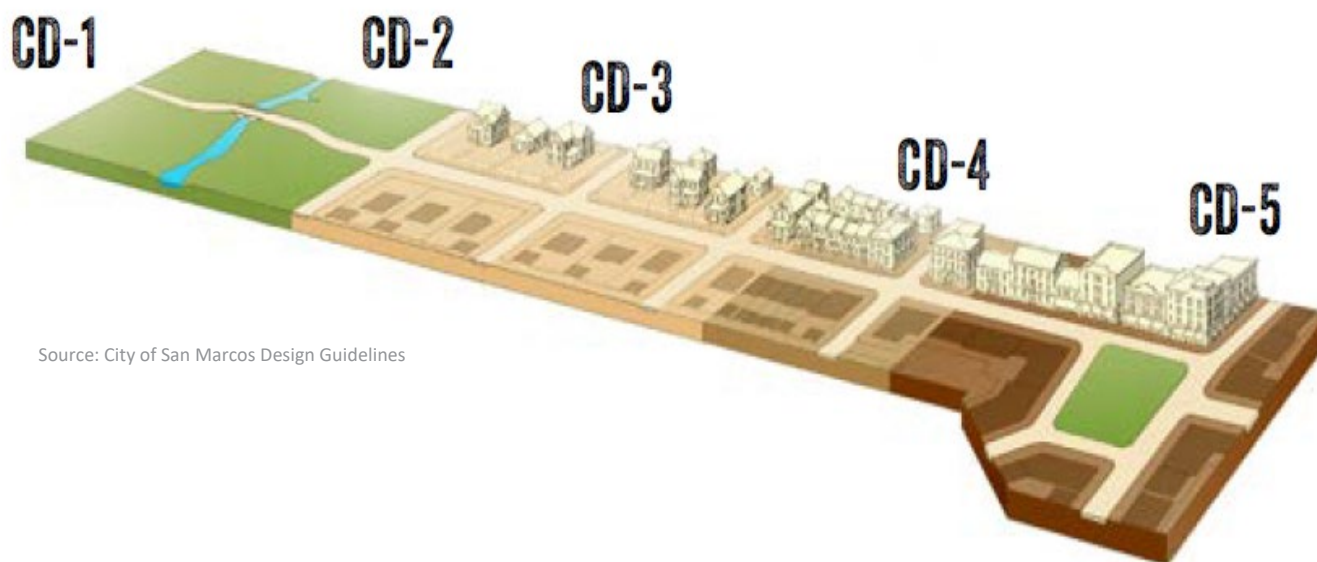 CD-1
CD-2
CD-3
CD-4
CD-5
Source: City of San Marcos Design Guidelines